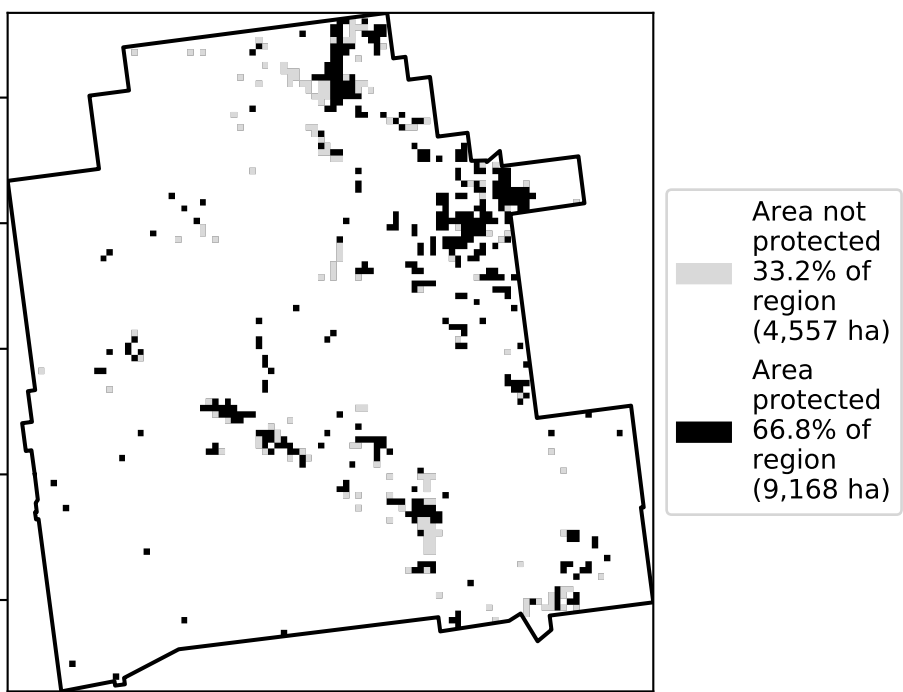 Area not
protected
33.2% of
region
(4,557 ha)
Area
protected
66.8% of
region
(9,168 ha)